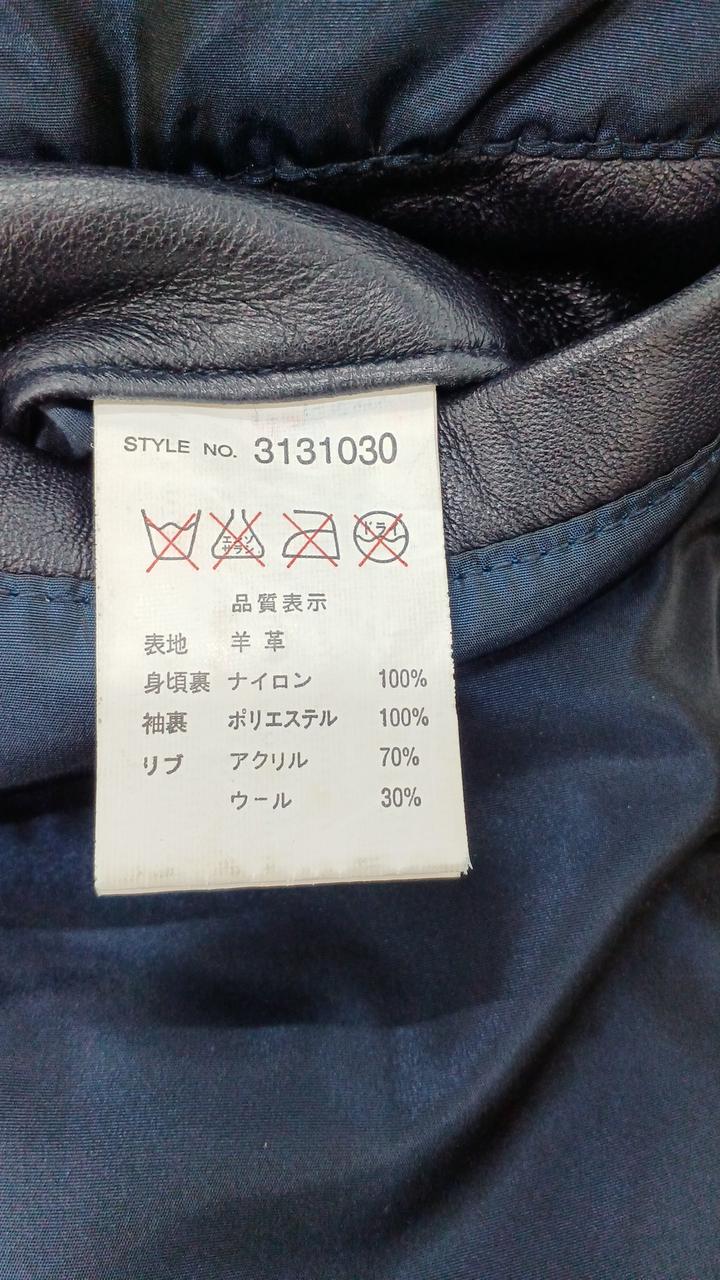 STYLE NO. 3131030
エンソ
サラシ
ドライ
品質表示
表地 羊革
身頃裏 ナイロン 100%
袖裏 ポリエステル 100%
リブ アクリル 70%
ウール 30%